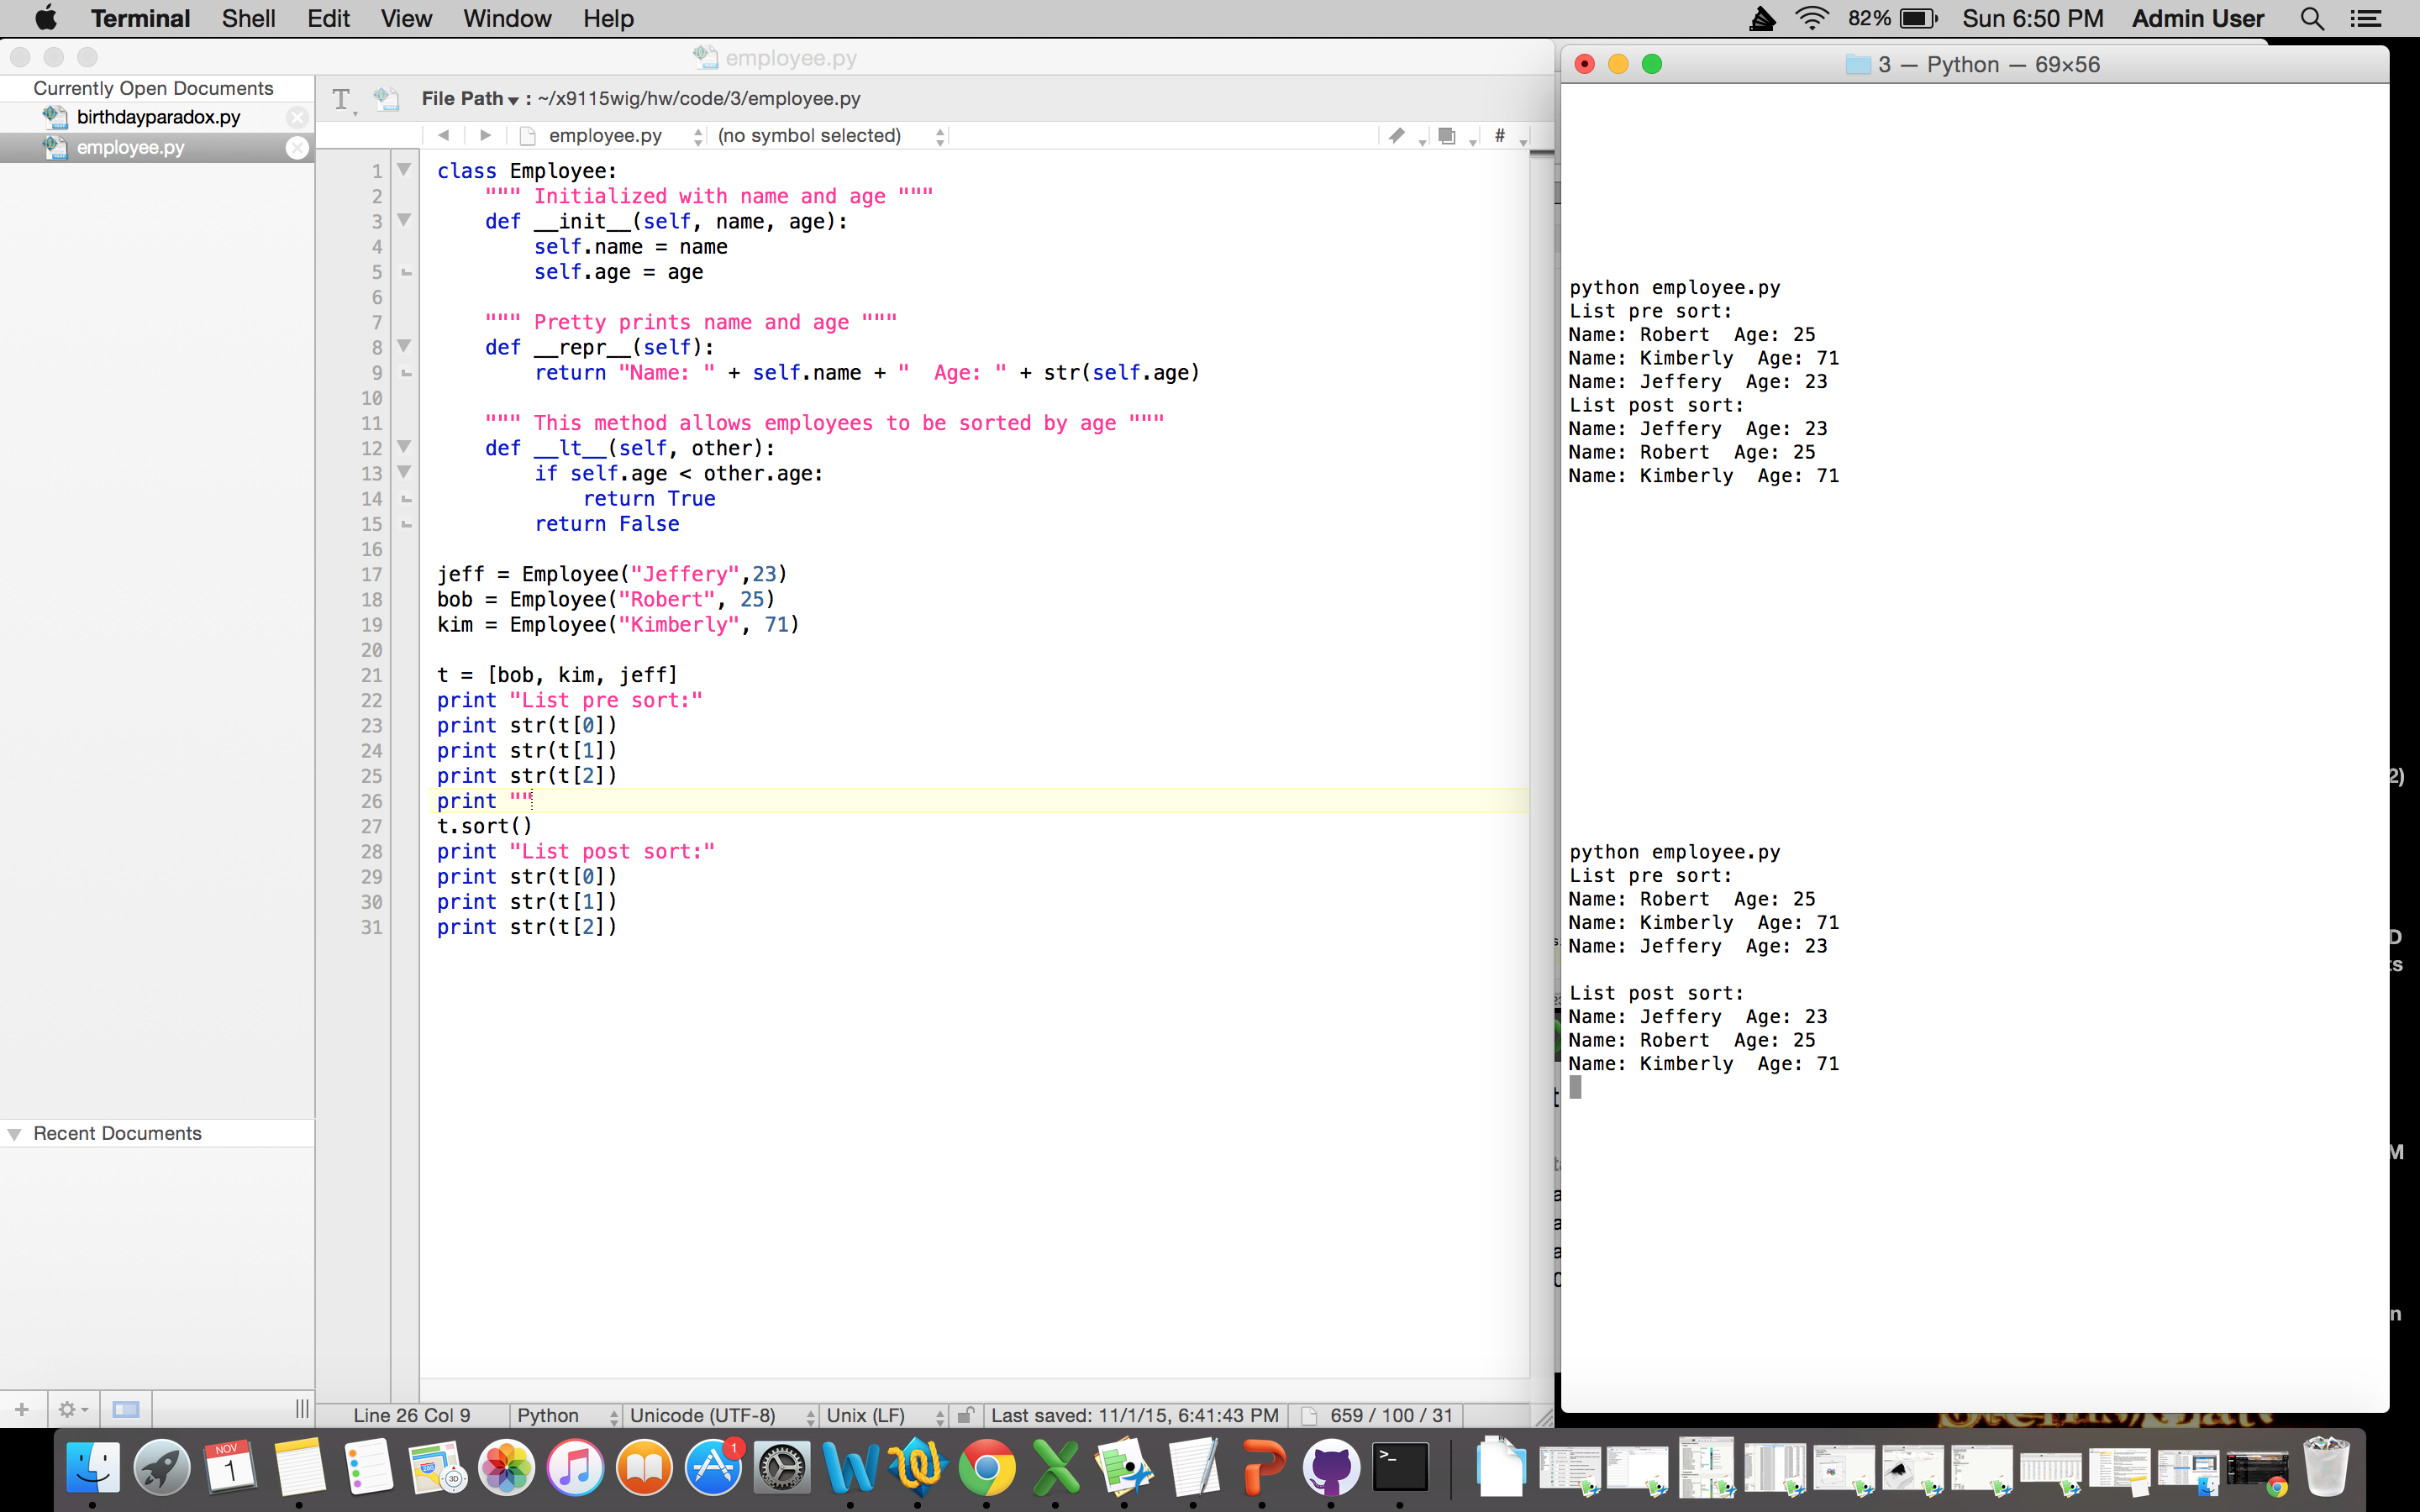 Terminal Shell Edit View Window Help 82% Sun 6:50 PM Admin User
employee.py
Currently Open Documents
birthdayparadox.py
employee.py
File Path : ~/x9115wig/hw/code/3/employee.py
employee.py (no symbol selected) #
1 class Employee:
2     """ Initialized with name and age """
3     def __init__(self, name, age):
4         self.name = name
5         self.age = age
6
7     """ Pretty prints name and age """
8     def __repr__(self):
9         return "Name: " + self.name + "  Age: " + str(self.age)
10
11     """ This method allows employees to be sorted by age """
12     def __lt__(self, other):
13         if self.age < other.age:
14             return True
15         return False
16
17 jeff = Employee("Jeffery",23)
18 bob = Employee("Robert", 25)
19 kim = Employee("Kimberly", 71)
20
21 t = [bob, kim, jeff]
22 print "List pre sort:"
23 print str(t[0])
24 print str(t[1])
25 print str(t[2])
26 print ""
27 t.sort()
28 print "List post sort:"
29 print str(t[0])
30 print str(t[1])
31 print str(t[2])
Recent Documents
Line 26 Col 9 Python Unicode (UTF-8) Unix (LF) Last saved: 11/1/15, 6:41:43 PM 659 / 100 / 31
3 — Python — 69×56
python employee.py
List pre sort:
Name: Robert  Age: 25
Name: Kimberly  Age: 71
Name: Jeffery  Age: 23
List post sort:
Name: Jeffery  Age: 23
Name: Robert  Age: 25
Name: Kimberly  Age: 71
python employee.py
List pre sort:
Name: Robert  Age: 25
Name: Kimberly  Age: 71
Name: Jeffery  Age: 23
List post sort:
Name: Jeffery  Age: 23
Name: Robert  Age: 25
Name: Kimberly  Age: 71
2)
D
ts
M
n
NOV
1
3D
1
>_